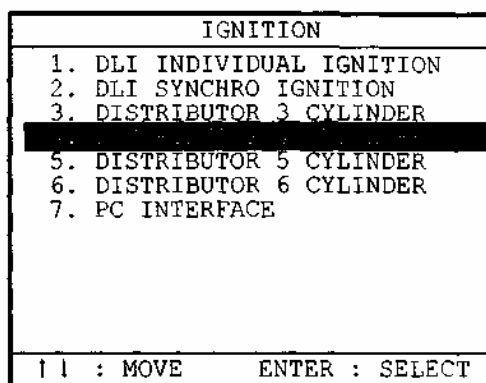 IGNITION
1. DLI INDIVIDUAL IGNITION
2. DLI SYNCHRO IGNITION
3. DISTRIBUTOR 3 CYLINDER
5. DISTRIBUTOR 5 CYLINDER
6. DISTRIBUTOR 6 CYLINDER
7. PC INTERFACE
↑↓ : MOVE ENTER : SELECT